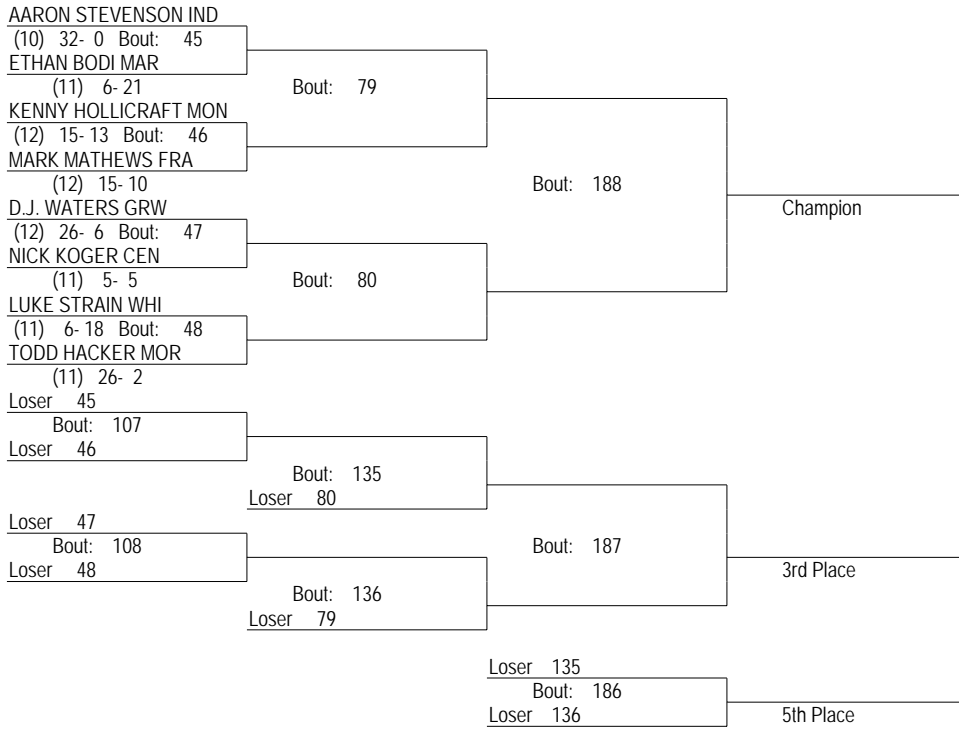 AARON STEVENSON IND
(10) 32- 0 Bout: 45
ETHAN BODI MAR
(11) 6- 21
Bout: 79
KENNY HOLLICRAFT MON
(12) 15- 13 Bout: 46
MARK MATHEWS FRA
(12) 15- 10
Bout: 188
D.J. WATERS GRW
Champion
(12) 26- 6 Bout: 47
NICK KOGER CEN
(11) 5- 5
Bout: 80
LUKE STRAIN WHI
(11) 6- 18 Bout: 48
TODD HACKER MOR
(11) 26- 2
Loser 45
Bout: 107
Loser 46
Bout: 135
Loser 80
Loser 47
Bout: 108
Bout: 187
Loser 48
3rd Place
Bout: 136
Loser 79
Loser 135
Bout: 186
Loser 136
5th Place